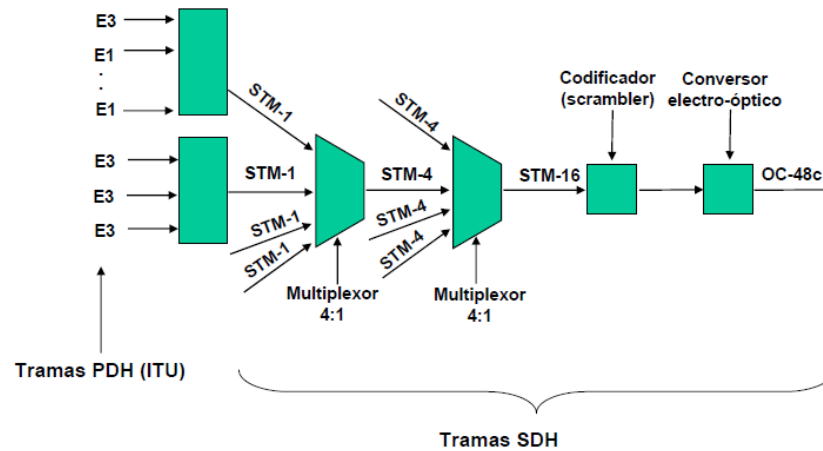 E3
E1
.
.
E1
E3
E3
E3
STM-1
STM-1
STM-1
STM-1
Multiplexor
4:1
STM-4
STM-4
STM-4
STM-4
Multiplexor
4:1
STM-16
Codificador
(scrambler)
Conversor
electro-óptico
OC-48c
Tramas PDH (ITU)
Tramas SDH